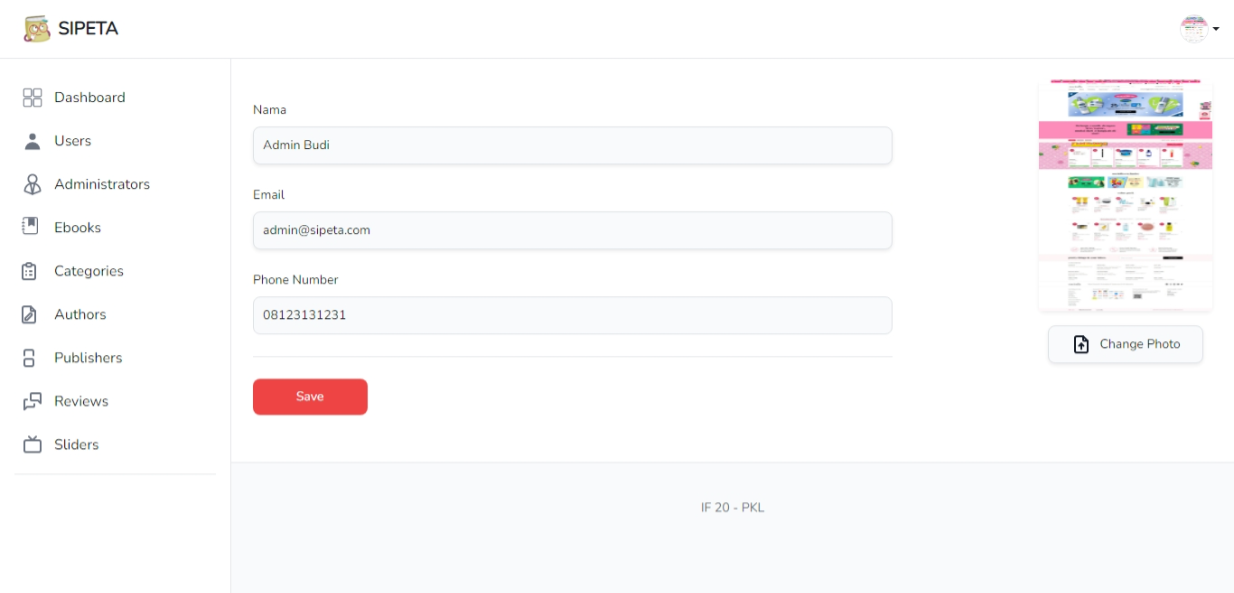 SIPETA
Dashboard
Users
Administrators
Ebooks
Categories
Authors
Publishers
Reviews
Sliders
Nama
Admin Budi
Email
admin@sipeta.com
Phone Number
08123131231
Save
Change Photo
IF 20 - PKL